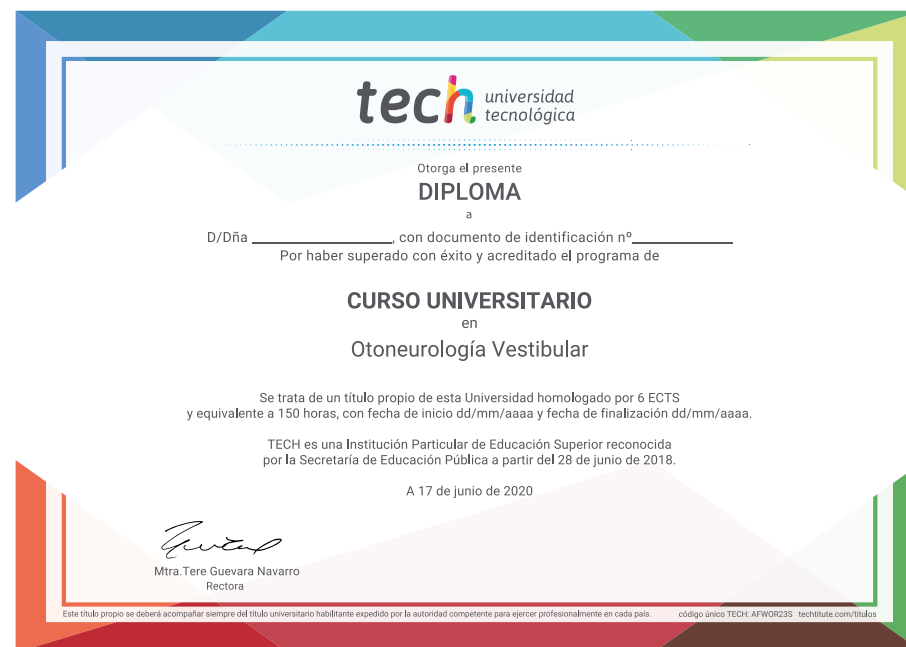 tech universidad
tecnológica
Otorga el presente
DIPLOMA
a
D/Dña ____________________, con documento de identificación nº______________
Por haber superado con éxito y acreditado el programa de
CURSO UNIVERSITARIO
en
Otoneurología Vestibular
Se trata de un título propio de esta Universidad homologado por 6 ECTS
y equivalente a 150 horas, con fecha de inicio dd/mm/aaaa y fecha de finalización dd/mm/aaaa.
TECH es una Institución Particular de Educación Superior reconocida
por la Secretaría de Educación Pública a partir del 28 de junio de 2018.
A 17 de junio de 2020
Mtra.Tere Guevara Navarro
Rectora
Este título propio se deberá acompañar siempre del título universitario habilitante expedido por la autoridad competente para ejercer profesionalmente en cada país. código único TECH: AFWOR23S techtitute.com/titulos